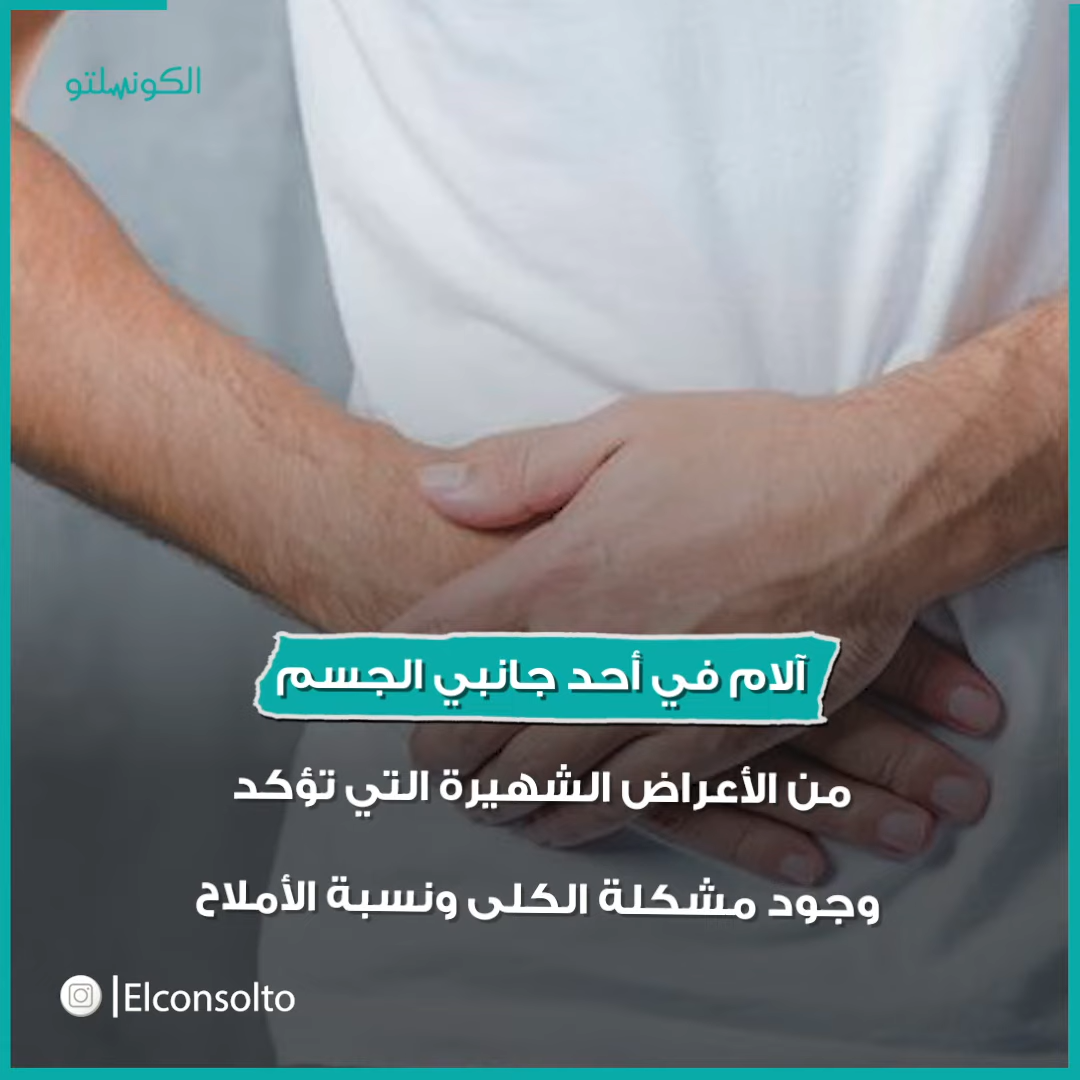 الكونسلتو
آلام في أحد جانبي الجسم
من الأعراض الشهيرة التي تؤكد
وجود مشكلة الكلى ونسبة الأملاح
|Elconsolto